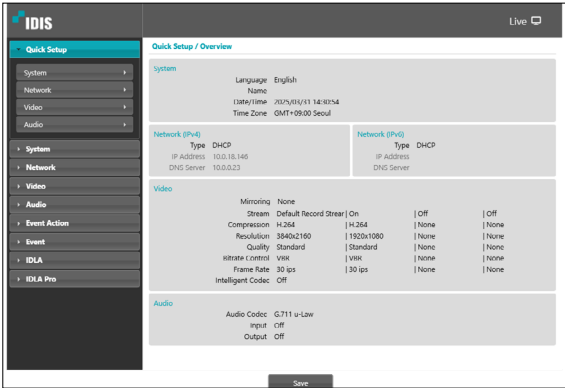 IDIS
Live
Quick Setup
System
Network
Video
Audio
System
Network
Video
Audio
Event Action
Event
IDLA
IDLA Pro
Quick Setup / Overview
System
Language English
Name
Date/Time 2025/03/31 14:30:54
Time Zone GMT+09:00 Seoul
Network (IPv4)
Type DHCP
IP Address 10.0.18.146
DNS Server 10.0.0.23
Network (IPv6)
Type DHCP
IP Address
DNS Server
Video
Mirroring None
Stream Default Record Strear | On | Off | Off
Compression H.264 | H.264 | None | None
Resolution 3840x2160 | 1920x1080 | None | None
Quality Standard | Standard | None | None
Bitrate Control VBR | VBR | None | None
Frame Rate 30 ips | 30 ips | None | None
Intelligent Codec Off
Audio
Audio Codec G.711 u-Law
Input Off
Output Off
Save